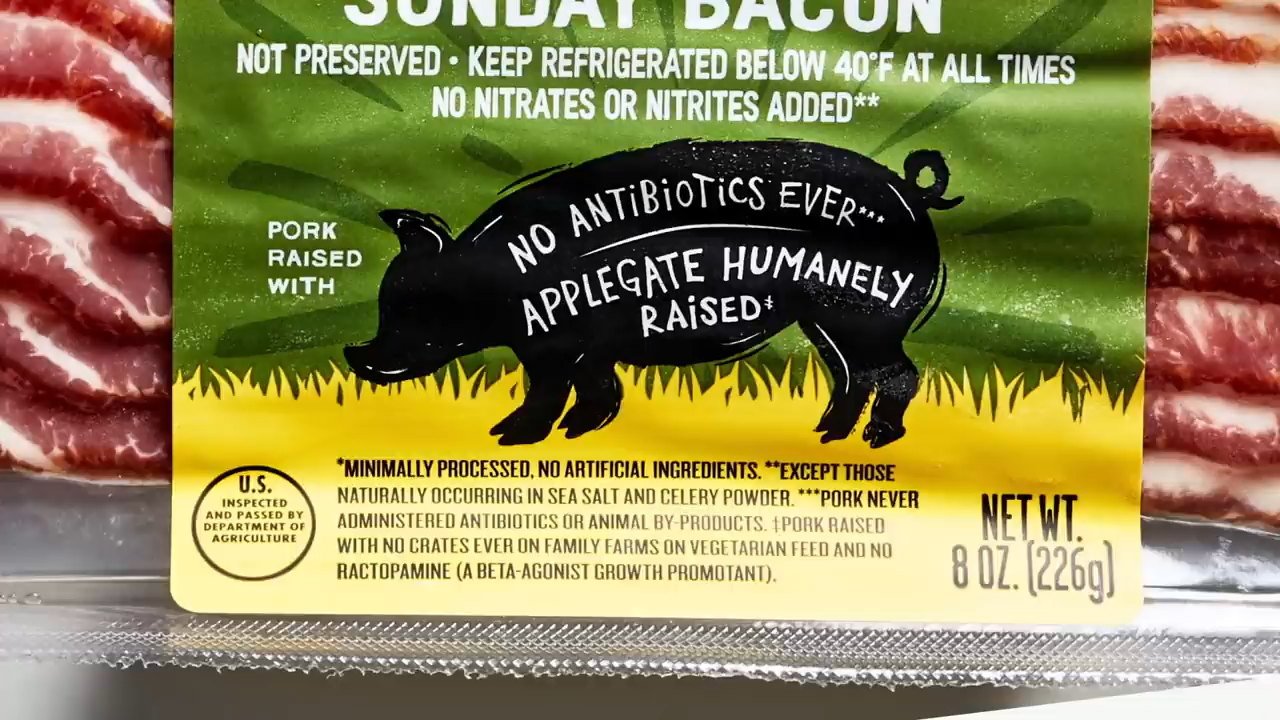 SUNDAY BACON
NOT PRESERVED • KEEP REFRIGERATED BELOW 40°F AT ALL TIMES
NO NITRATES OR NITRITES ADDED**
PORK
RAISED
WITH
NO ANTIBIOTICS EVER***
APPLEGATE HUMANELY
RAISED‡
*MINIMALLY PROCESSED, NO ARTIFICIAL INGREDIENTS. **EXCEPT THOSE
NATURALLY OCCURRING IN SEA SALT AND CELERY POWDER. ***PORK NEVER
ADMINISTERED ANTIBIOTICS OR ANIMAL BY-PRODUCTS. ‡PORK RAISED
WITH NO CRATES EVER ON FAMILY FARMS ON VEGETARIAN FEED AND NO
RACTOPAMINE (A BETA-AGONIST GROWTH PROMOTANT).
U.S.
INSPECTED
AND PASSED BY
DEPARTMENT OF
AGRICULTURE
NET WT.
8 OZ. (226g)